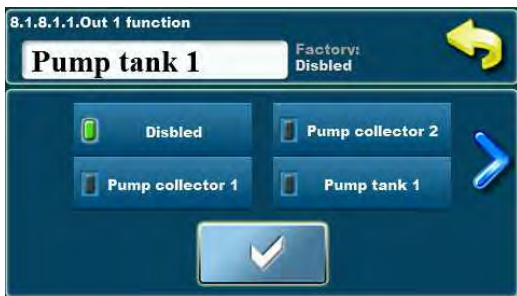 8.1.8.1.1.Out 1 function
Pump tank 1
Factory:
Disbled
Disbled
Pump collector 2
Pump collector 1
Pump tank 1